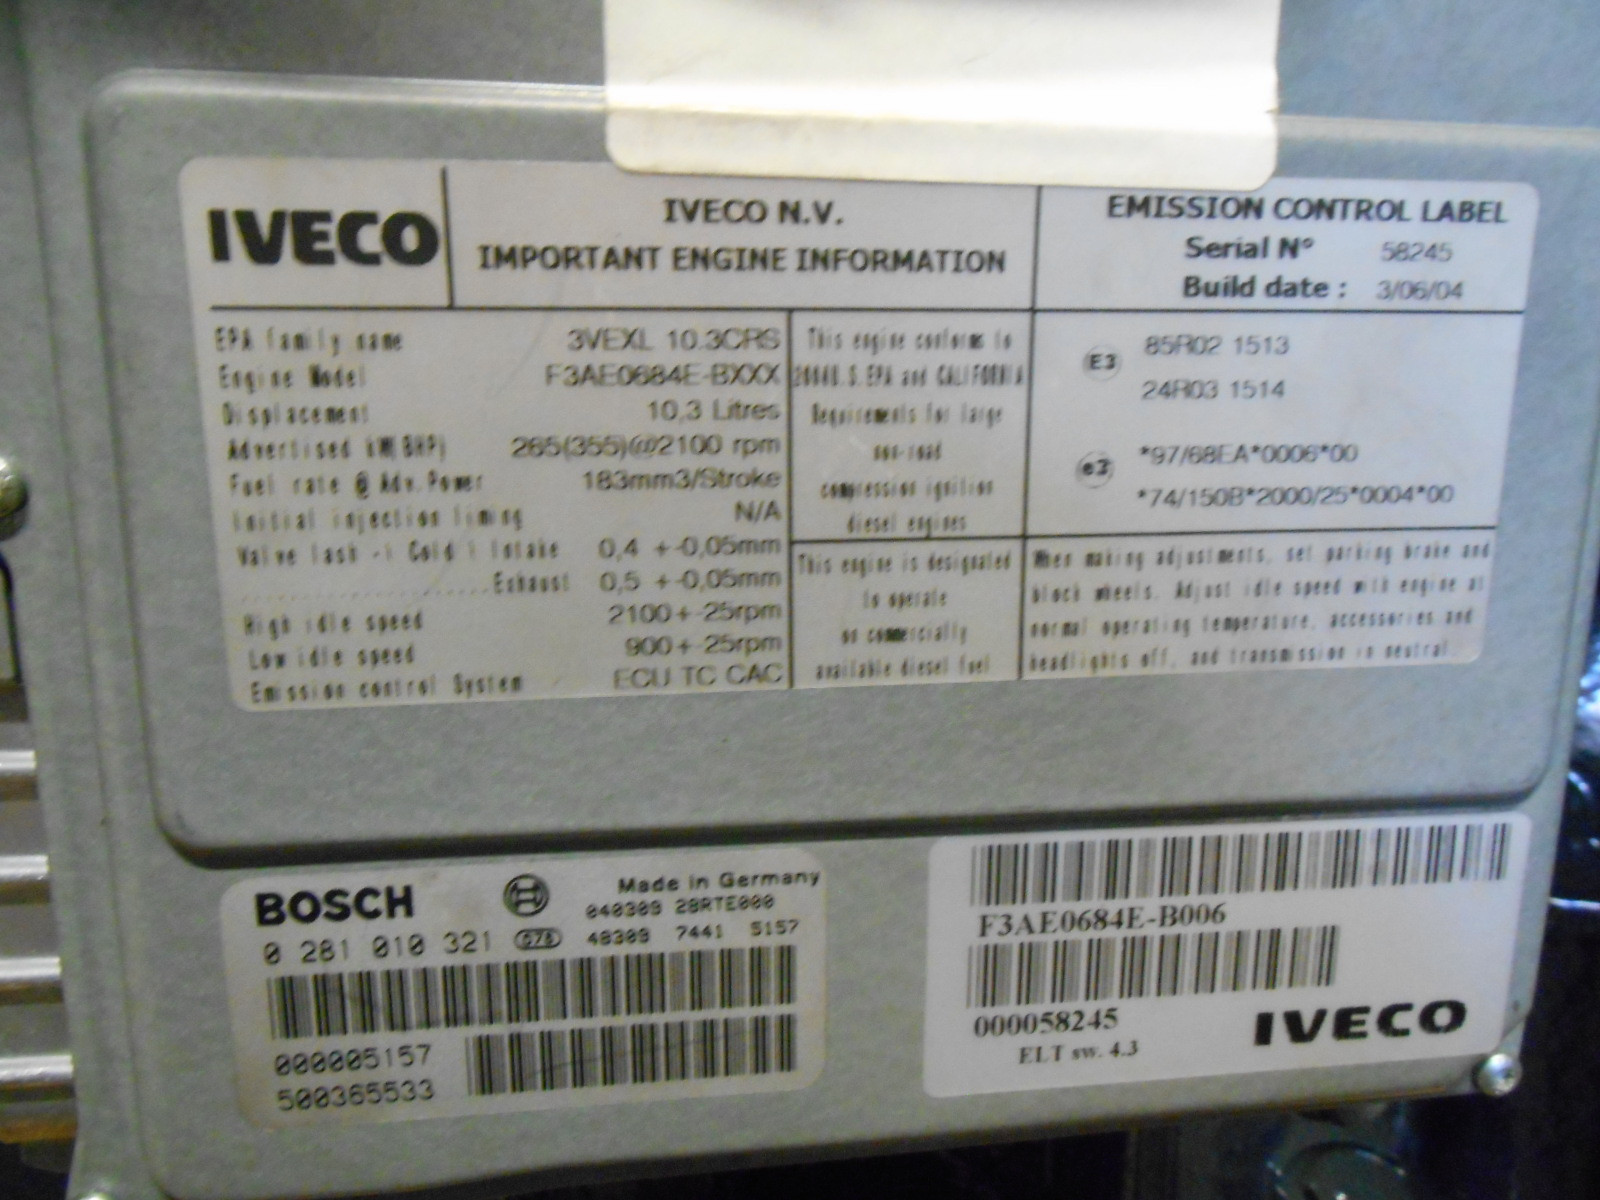 IVECO
IVECO N.V.
IMPORTANT ENGINE INFORMATION
EMISSION CONTROL LABEL
Serial N° 58245
Build date : 3/06/04
EPA family name 3VEXL 10.3CRS
Engine Model F3AE0684E-BXXX
Displacement 10,3 Litres
Advertised kW(BHP) 265(355)@2100 rpm
Fuel rate @ Adv. Power 183mm3/Stroke
Initial injection timing N/A
Valve lash - i Cold i Intake 0,4 +-0,05mm
Exhaust 0,5 +-0,05mm
High idle speed 2100+-25rpm
Low idle speed 900+-25rpm
Emission control System ECU TC CAC
This engine conforms to
EPA and CALIFORNIA
Requirements for large
non-road
compression ignition
diesel engines
This engine is designated
to operate
on commercially
available diesel fuel
E3 85R02 1513
24R03 1514
e3 *97/68EA*0006*00
*74/150B*2000/25*0004*00
When making adjustments, set parking brake and
block wheels. Adjust idle speed with engine at
normal operating temperature, accessories and
headlights off, and transmission in neutral.
BOSCH
Made in Germany
040309 28RTE000
0 281 010 321 078 48309 7441 5157
000005157
500365533
F3AE0684E-B006
000058245
IVECO
ELT sw. 4.3